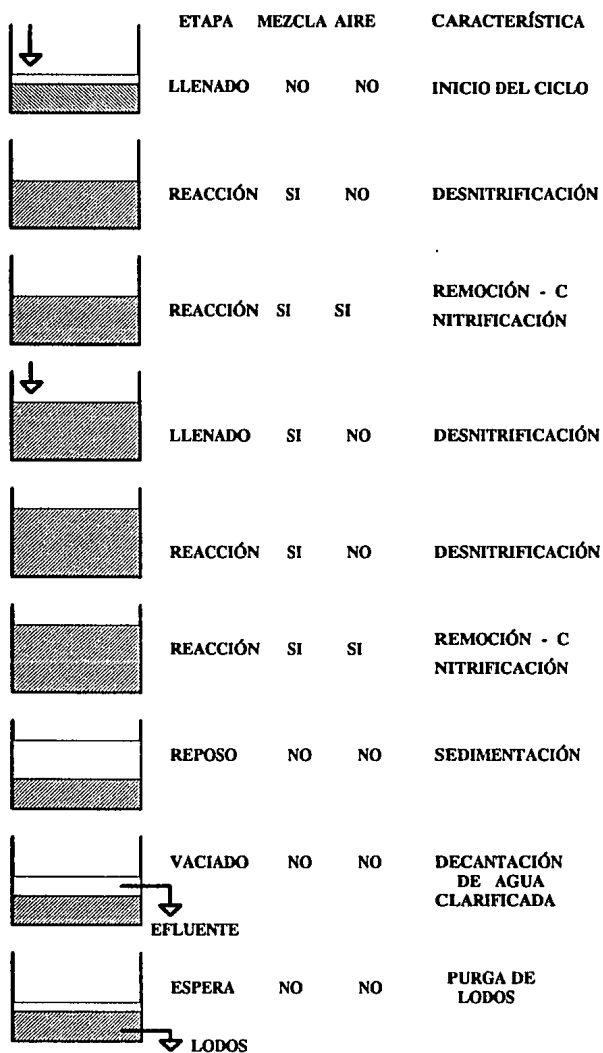 ETAPA MEZCLA AIRE CARACTERÍSTICA
LLENADO NO NO INICIO DEL CICLO
REACCIÓN SI NO DESNITRIFICACIÓN
REACCIÓN SI SI REMOCIÓN - C
NITRIFICACIÓN
LLENADO SI NO DESNITRIFICACIÓN
REACCIÓN SI NO DESNITRIFICACIÓN
REACCIÓN SI SI REMOCIÓN - C
NITRIFICACIÓN
REPOSO NO NO SEDIMENTACIÓN
VACIADO NO NO DECANTACIÓN
DE AGUA
CLARIFICADA
EFLUENTE
ESPERA NO NO PURGA DE
LODOS
LODOS